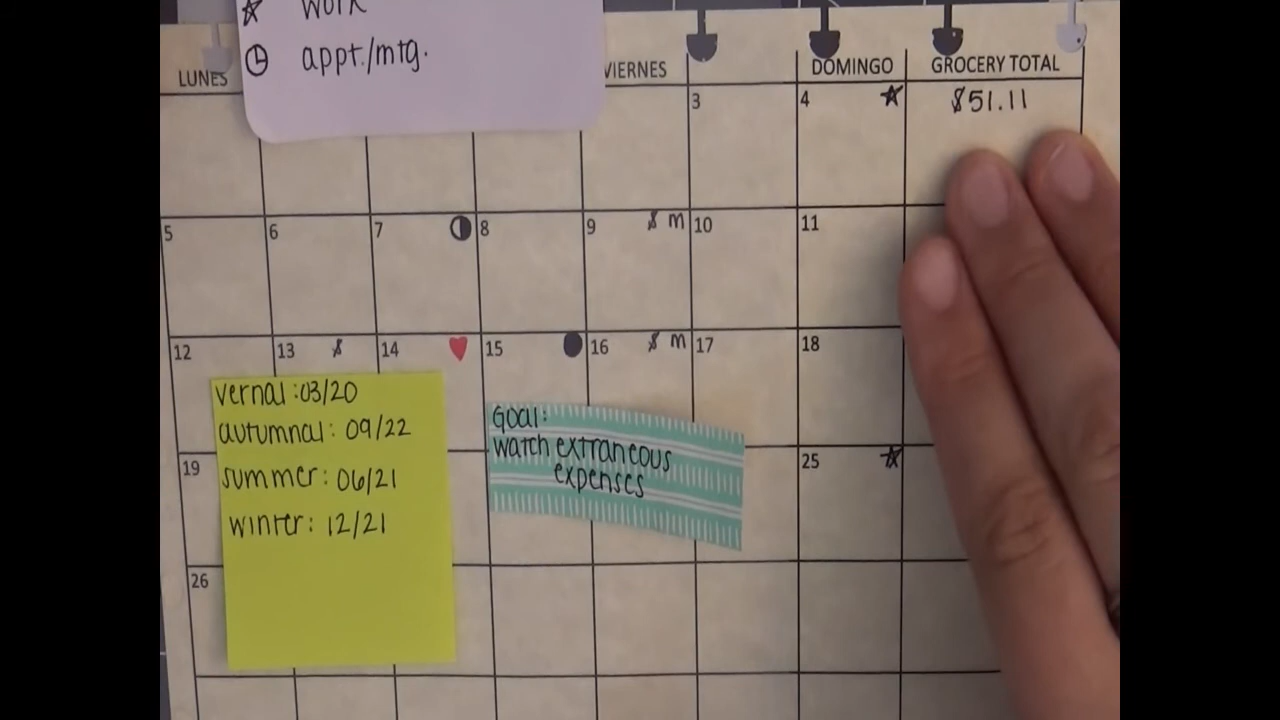 work
appt./mtg.
LUNES VIERNES DOMINGO GROCERY TOTAL
3 4 $51.11
5 6 7 8 9 $ m 10 11
12 13 $ 14 15 16 $ m 17 18
vernal: 03/20
autumnal: 09/22
summer: 06/21
winter: 12/21
GOAL:
watch extraneous
expenses
19 25
26